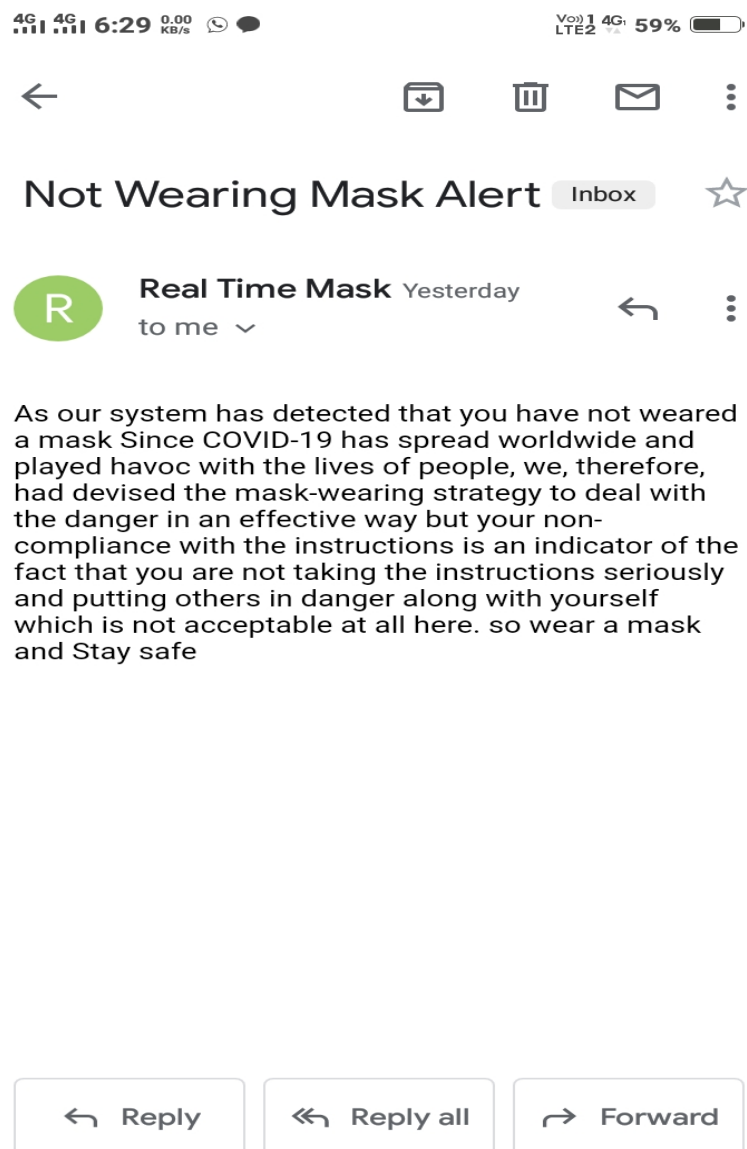 4G 4G 6:29 0.00 KB/s Vo)) 1 LTE2 4G 59%
Not Wearing Mask Alert Inbox
R
Real Time Mask Yesterday
to me
As our system has detected that you have not weared
a mask Since COVID-19 has spread worldwide and
played havoc with the lives of people, we, therefore,
had devised the mask-wearing strategy to deal with
the danger in an effective way but your non-
compliance with the instructions is an indicator of the
fact that you are not taking the instructions seriously
and putting others in danger along with yourself
which is not acceptable at all here. so wear a mask
and Stay safe
Reply Reply all Forward